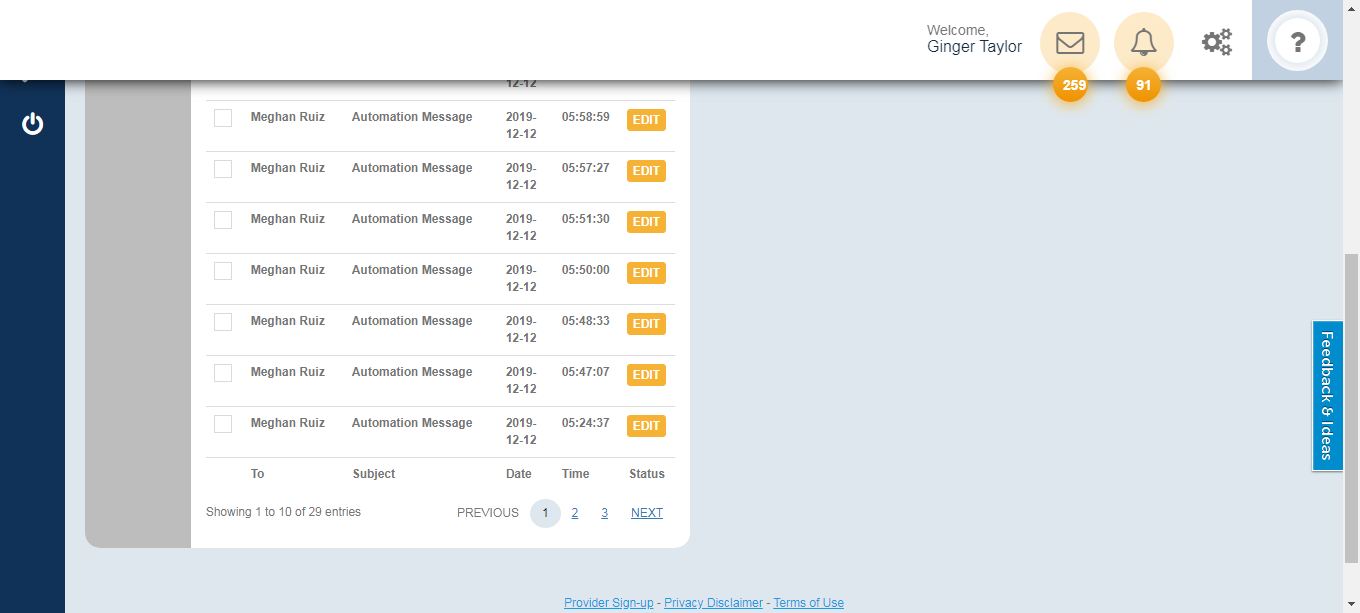 Welcome,
Ginger Taylor
259
91
?
12-12
Meghan Ruiz Automation Message 2019- 05:58:59 EDIT
12-12
Meghan Ruiz Automation Message 2019- 05:57:27 EDIT
12-12
Meghan Ruiz Automation Message 2019- 05:51:30 EDIT
12-12
Meghan Ruiz Automation Message 2019- 05:50:00 EDIT
12-12
Meghan Ruiz Automation Message 2019- 05:48:33 EDIT
12-12
Meghan Ruiz Automation Message 2019- 05:47:07 EDIT
12-12
Meghan Ruiz Automation Message 2019- 05:24:37 EDIT
12-12
To Subject Date Time Status
Showing 1 to 10 of 29 entries PREVIOUS 1 2 3 NEXT
Feedback & Ideas
Provider Sign-up - Privacy Disclaimer - Terms of Use